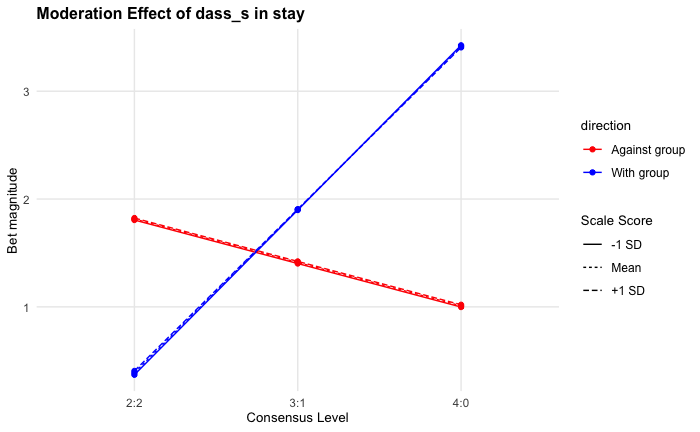 Moderation Effect of dass_s in stay
Bet magnitude
3
2
1
2:2
3:1
4:0
Consensus Level
direction
Against group
With group
Scale Score
-1 SD
Mean
+1 SD